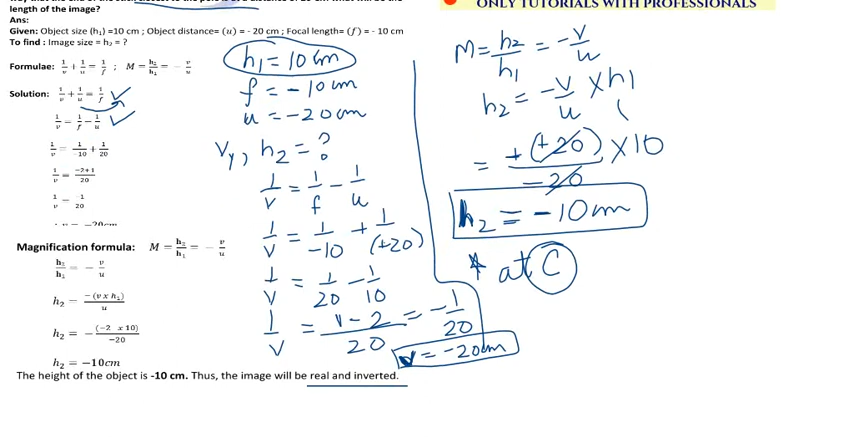 length of the image?
Ans:
Given: Object size (h₁) =10 cm ; Object distance= (u) = - 20 cm ; Focal length= (f) = - 10 cm
To find : Image size = h₂ = ?
Formulae: 1/v + 1/u = 1/f ; M = h₂/h₁ = - v/u
Solution: 1/v + 1/u = 1/f
1/v = 1/f - 1/u
1/v = 1/-10 + 1/20
1/v = -2+1/20
1/v - 1/20
Magnification formula: M = h₂/h₁ = - v/u
h₂/h₁ = - v/u
h₂ - -(v x h₁)/u
h₂ = - (-2 x10)/-20
h₂ = -10cm
The height of the object is -10 cm. Thus, the image will be real and inverted.
h₁ = 10 cm
f = -10 cm
u = -20 cm
h₂ = ?
1/v = 1/f - 1/u
1/v = 1/-10 + 1/(+20)
1/v = 1/20 - 1/10
1/v = 1-2/20 = -1/20
v = -20 cm
ONLY TUTORIALS WITH PROFESSIONALS
M = h₂/h₁ = -v/u
h₂ = -v/u × h₁
= +(+20)/-20 × 10
h₂ = -10 cm
* at C